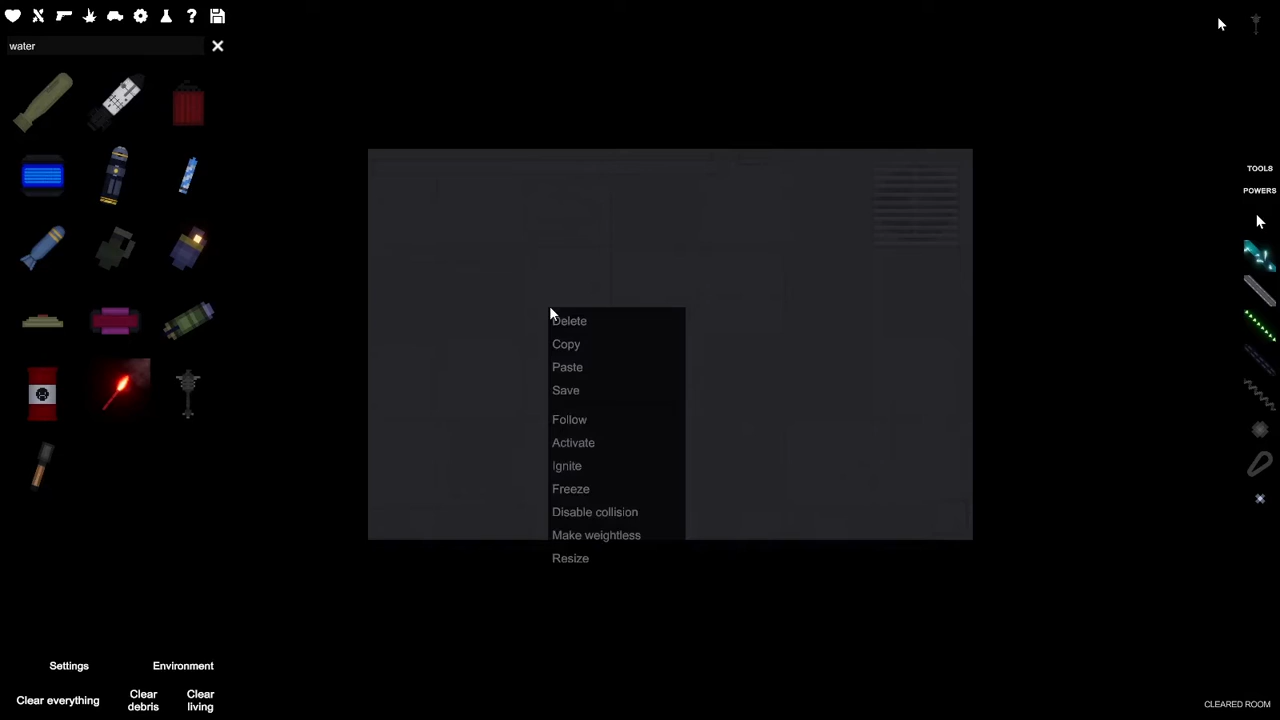 water
TOOLS
POWERS
Delete
Copy
Paste
Save
Follow
Activate
Ignite
Freeze
Disable collision
Make weightless
Resize
Settings
Environment
Clear everything
Clear debris
Clear living
CLEARED ROOM